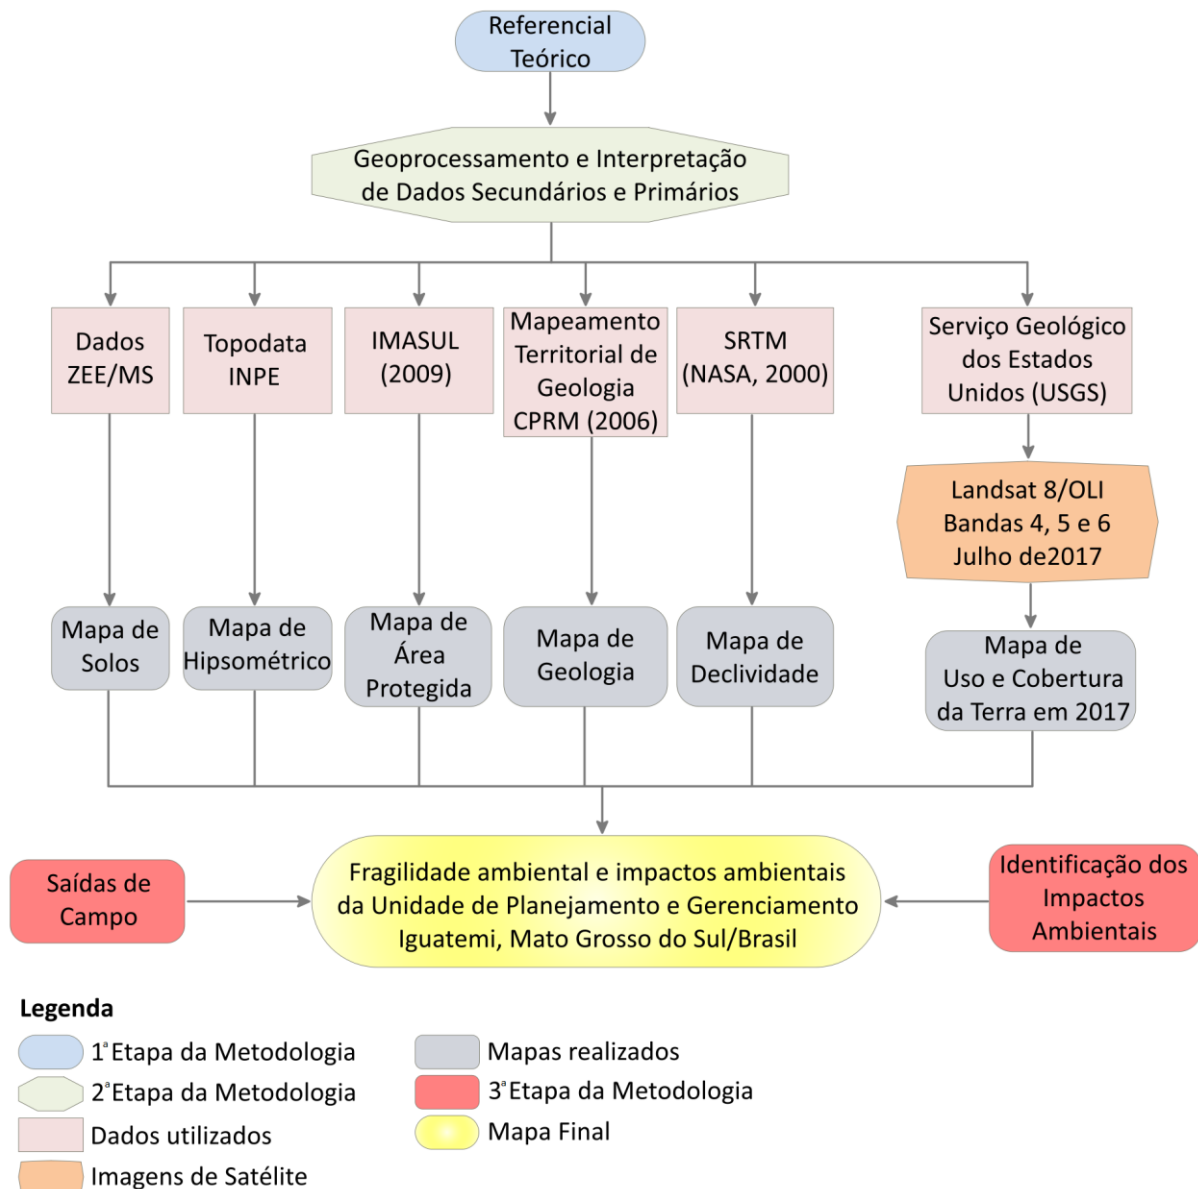 Referencial
Teórico
Geoprocessamento e Interpretação
de Dados Secundários e Primários
Dados
ZEE/MS
Topodata
INPE
IMASUL
(2009)
Mapeamento
Territorial de
Geologia
CPRM (2006)
SRTM
(NASA, 2000)
Serviço Geológico
dos Estados
Unidos (USGS)
Landsat 8/OLI
Bandas 4, 5 e 6
Julho de2017
Mapa de
Solos
Mapa de
Hipsométrico
Mapa de
Área
Protegida
Mapa de
Geologia
Mapa de
Declividade
Mapa de
Uso e Cobertura
da Terra em 2017
Saídas de
Campo
Fragilidade ambiental e impactos ambientais
da Unidade de Planejamento e Gerenciamento
Iguatemi, Mato Grosso do Sul/Brasil
Identificação dos
Impactos
Ambientais
Legenda
1ª Etapa da Metodologia
2ª Etapa da Metodologia
Dados utilizados
Imagens de Satélite
Mapas realizados
3ª Etapa da Metodologia
Mapa Final